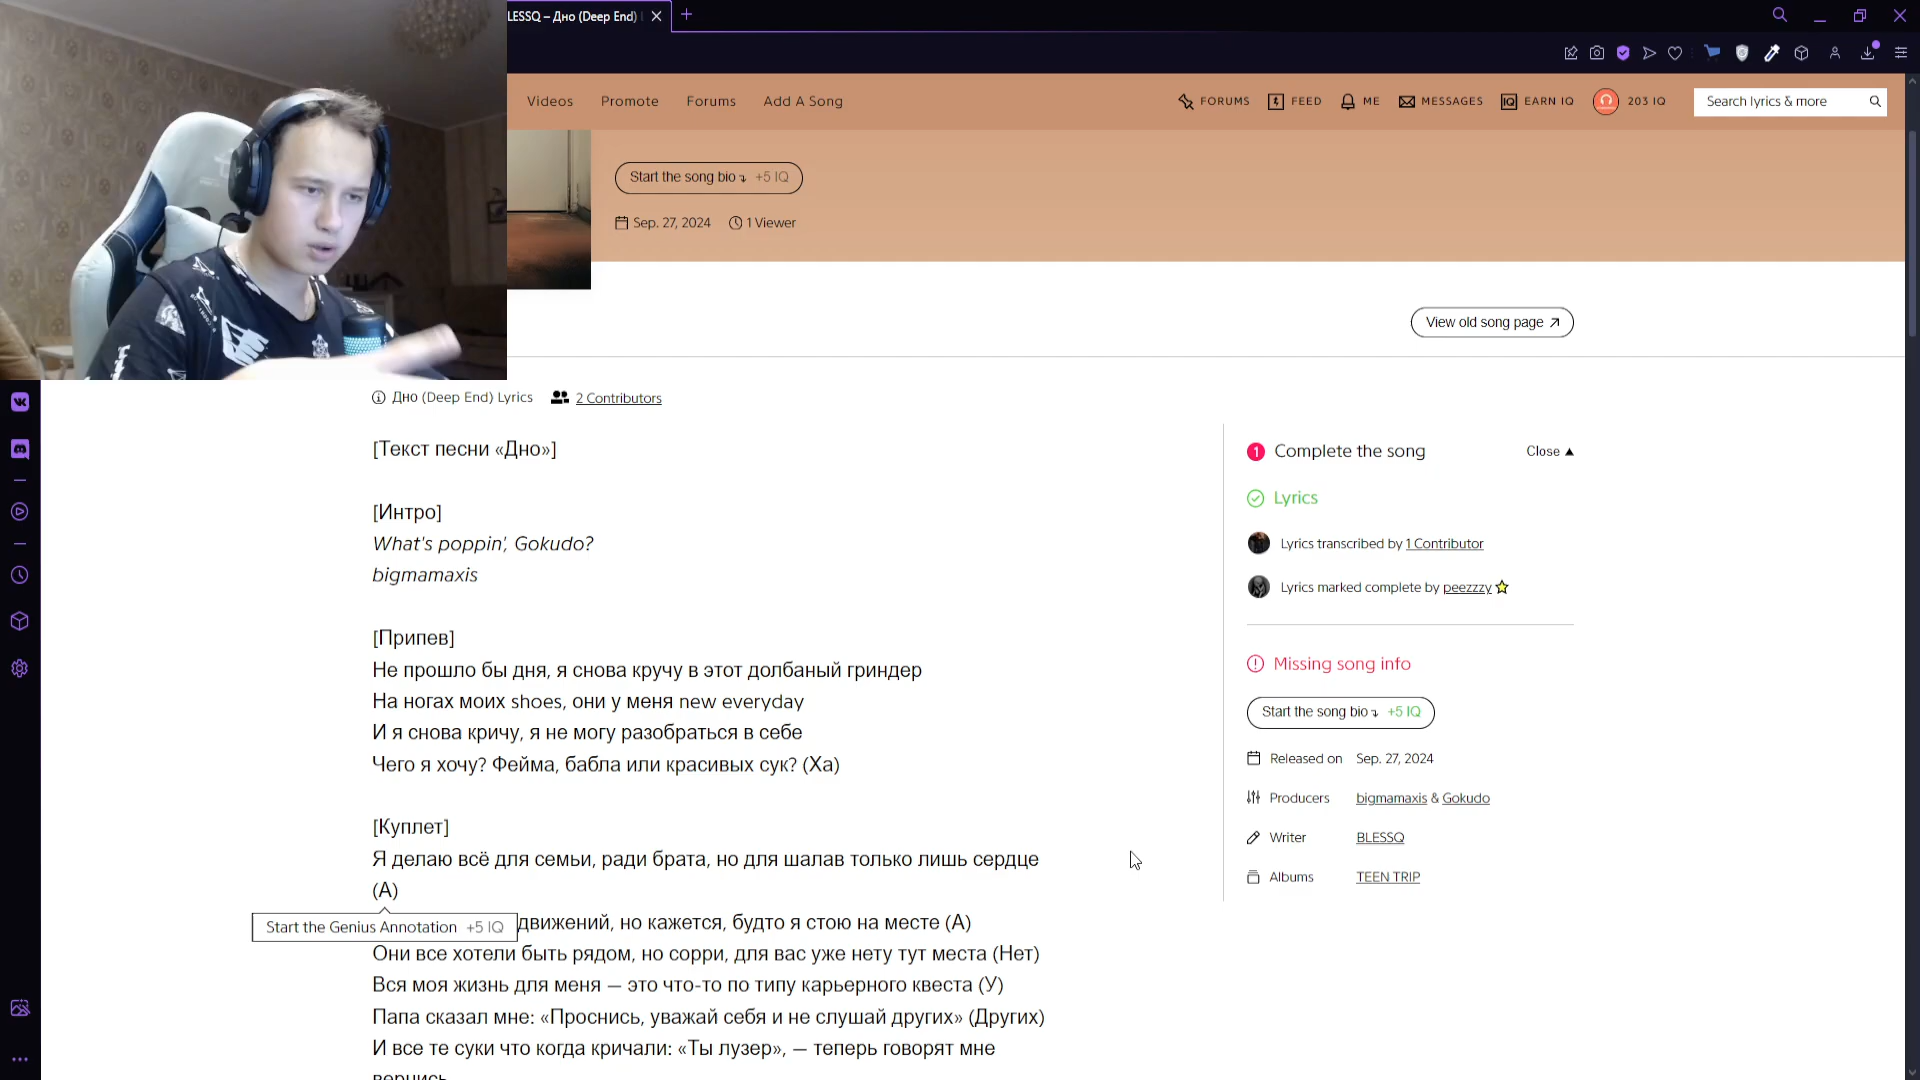 LESSQ – Дно (Deep End)
Videos
Promote
Forums
Add A Song
FORUMS
FEED
ME
MESSAGES
IQ EARN IQ
203 IQ
Search lyrics & more
Start the song bio +5 IQ
Sep. 27, 2024
1 Viewer
View old song page
Дно (Deep End) Lyrics
2 Contributors
[Текст песни «Дно»]
[Интро]
What's poppin', Gokudo?
bigmamaxis
[Припев]
Не прошло бы дня, я снова кручу в этот долбаный гриндер
На ногах моих shoes, они у меня new everyday
И я снова кричу, я не могу разобраться в себе
Чего я хочу? Фейма, бабла или красивых сук? (Ха)
[Куплет]
Я делаю всё для семьи, ради брата, но для шалав только лишь сердце
(А)
Start the Genius Annotation +5 IQ
движений, но кажется, будто я стою на месте (А)
Они все хотели быть рядом, но сорри, для вас уже нету тут места (Нет)
Вся моя жизнь для меня — это что-то по типу карьерного квеста (У)
Папа сказал мне: «Проснись, уважай себя и не слушай других» (Других)
И все те суки что когда кричали: «Ты лузер», — теперь говорят мне
вернись
1 Complete the song
Close
Lyrics
Lyrics transcribed by 1 Contributor
Lyrics marked complete by peezzzy
Missing song info
Start the song bio +5 IQ
Released on Sep. 27, 2024
Producers bigmamaxis & Gokudo
Writer BLESSQ
Albums TEEN TRIP